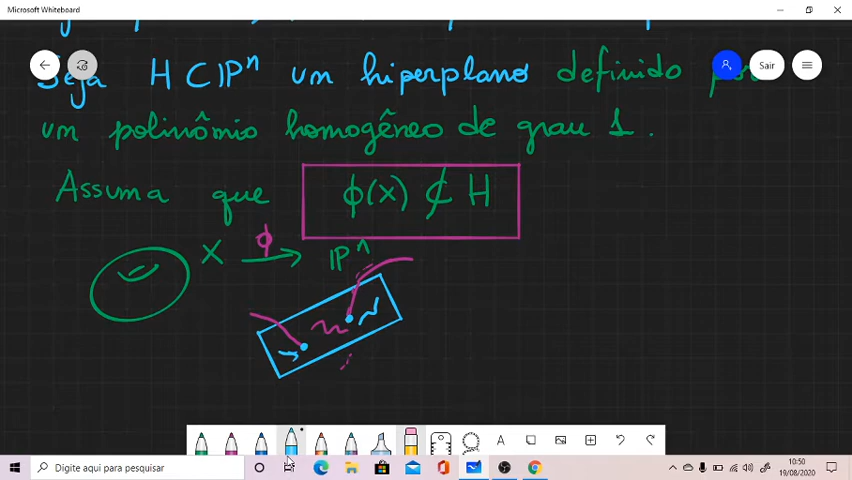 Microsoft Whiteboard
Seja H ⊂ ℙⁿ um hiperplano definido por
Sair
um polinômio homogêneo de grau 1.
Assuma que φ(X) ⊄ H
X φ→ ℙⁿ
A
Digite aqui para pesquisar
10:50
19/08/2020